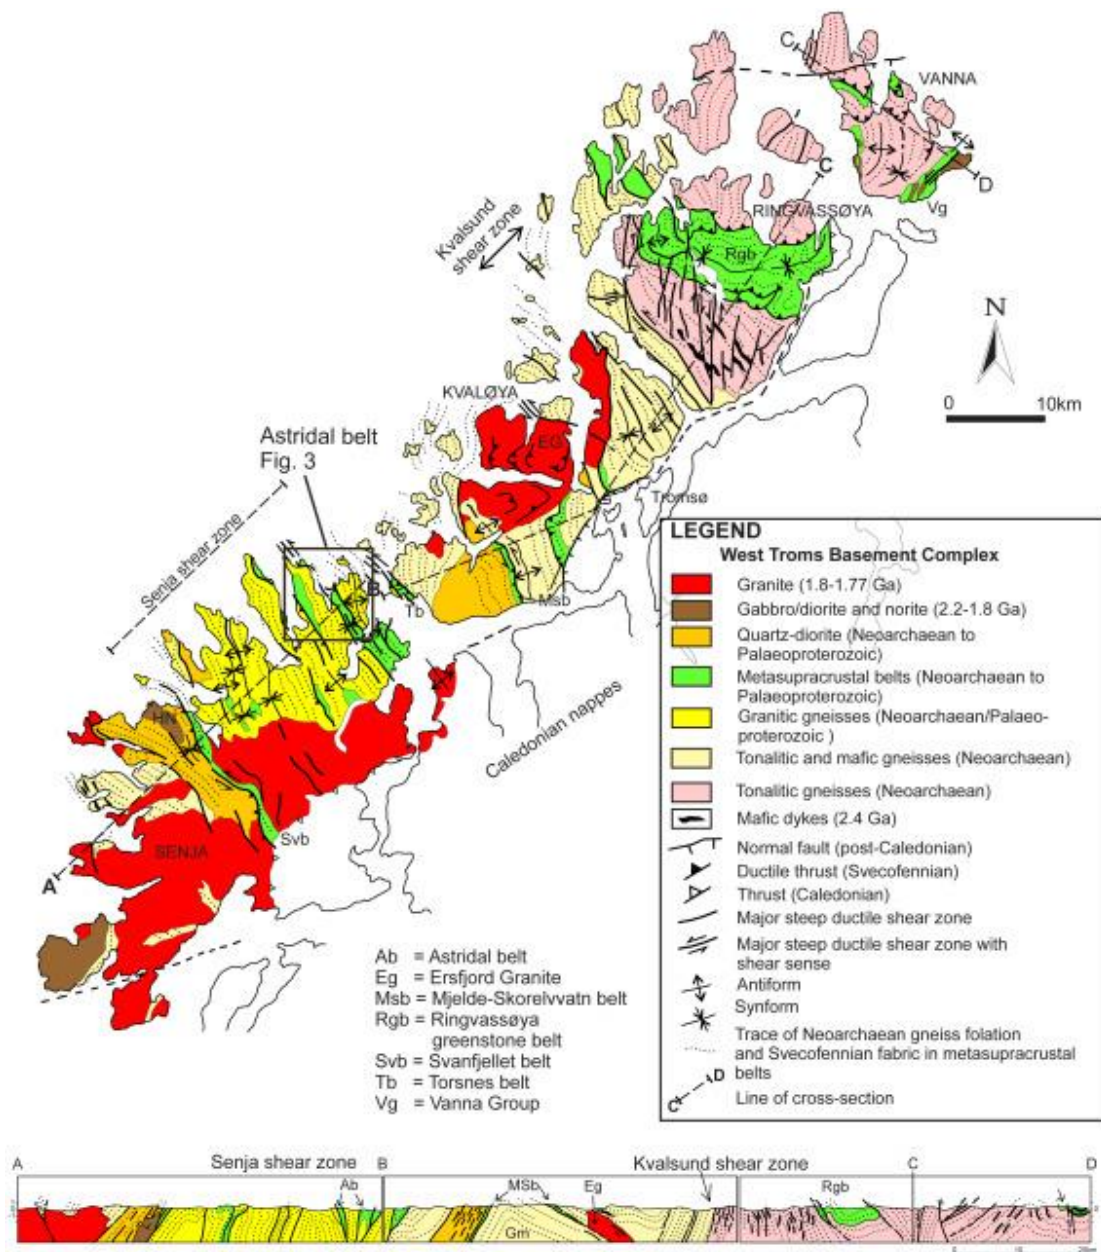 C
VANNA
C
D
RINGVASSØYA
Vg
Kvalsund
shear zone
Rgb
N
KVALØYA
0 10km
EG
Astridal belt
Fig. 3
Tromsø
Senja shear zone
B
Tb
Msb
Caledonian nappes
HN
Svb
SENJA
A
LEGEND
West Troms Basement Complex
Granite (1.8-1.77 Ga)
Gabbro/diorite and norite (2.2-1.8 Ga)
Quartz-diorite (Neoarchaean to
Palaeoproterozoic)
Metasupracrustal belts (Neoarchaean to
Palaeoproterozoic)
Granitic gneisses (Neoarchaean/Palaeo-
proterozoic )
Tonalitic and mafic gneisses (Neoarchaean)
Tonalitic gneisses (Neoarchaean)
Mafic dykes (2.4 Ga)
Normal fault (post-Caledonian)
Ductile thrust (Svecofennian)
Thrust (Caledonian)
Major steep ductile shear zone
Major steep ductile shear zone with
shear sense
Antiform
Synform
Trace of Neoarchaean gneiss folation
and Svecofennian fabric in metasupracrustal
belts
D
C
Line of cross-section
Ab = Astridal belt
Eg = Ersfjord Granite
Msb = Mjelde-Skorelvvatn belt
Rgb = Ringvassøya
greenstone belt
Svb = Svanfjellet belt
Tb = Torsnes belt
Vg = Vanna Group
A Senja shear zone B Kvalsund shear zone C D
Ab MSb Eg Rgb
Gm